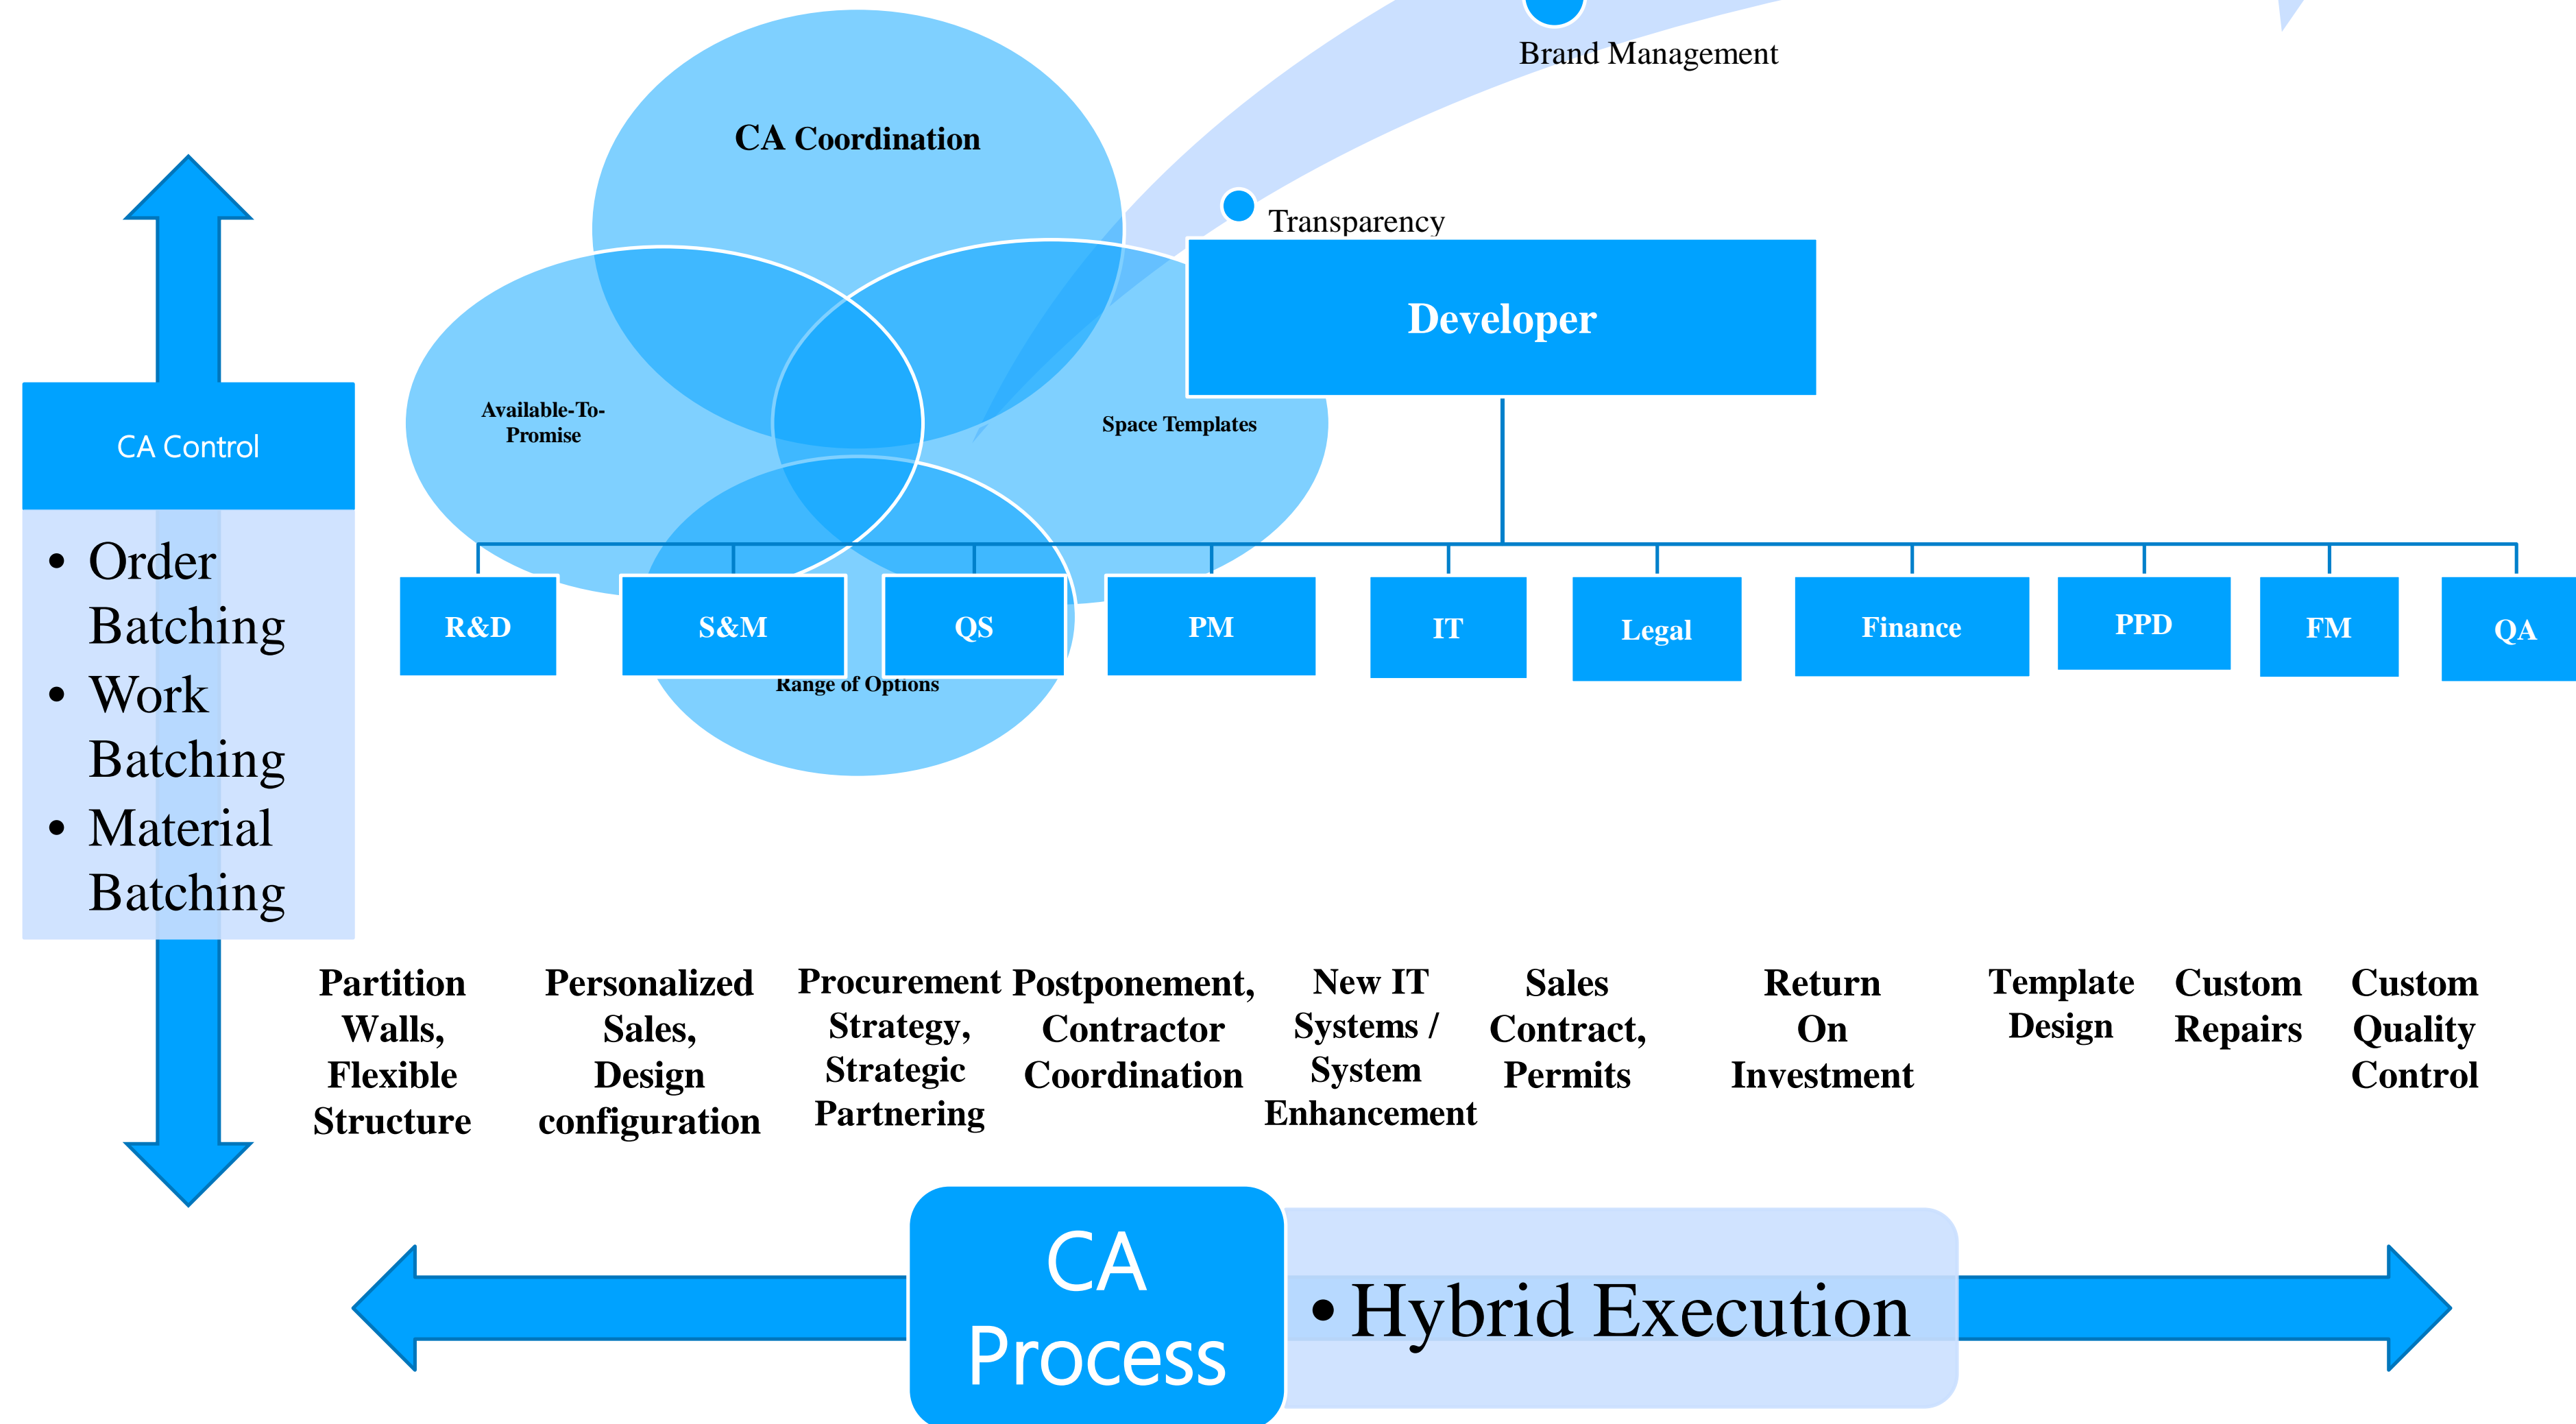 Brand Management
CA Coordination
Transparency
Developer
Available-To-
Promise
Space Templates
CA Control
• Order
Batching
• Work
Batching
• Material
Batching
R&D
S&M
QS
PM
IT
Legal
Finance
PPD
FM
QA
Range of Options
Partition
Walls,
Flexible
Structure
Personalized
Sales,
Design
configuration
Procurement
Strategy,
Strategic
Partnering
Postponement,
Contractor
Coordination
New IT
Systems /
System
Enhancement
Sales
Contract,
Permits
Return
On
Investment
Template
Design
Custom
Repairs
Custom
Quality
Control
CA
Process
• Hybrid Execution